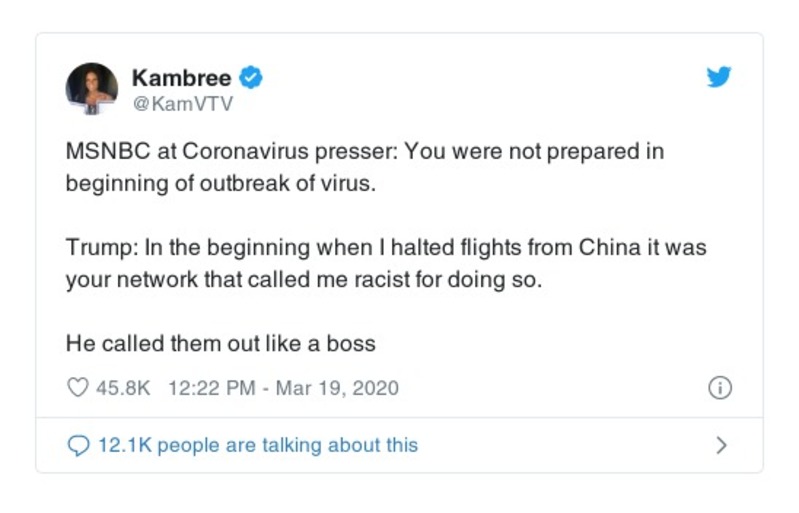 Kambree
@KamVTV
MSNBC at Coronavirus presser: You were not prepared in
beginning of outbreak of virus.
Trump: In the beginning when I halted flights from China it was
your network that called me racist for doing so.
He called them out like a boss
45.8K 12:22 PM - Mar 19, 2020
12.1K people are talking about this